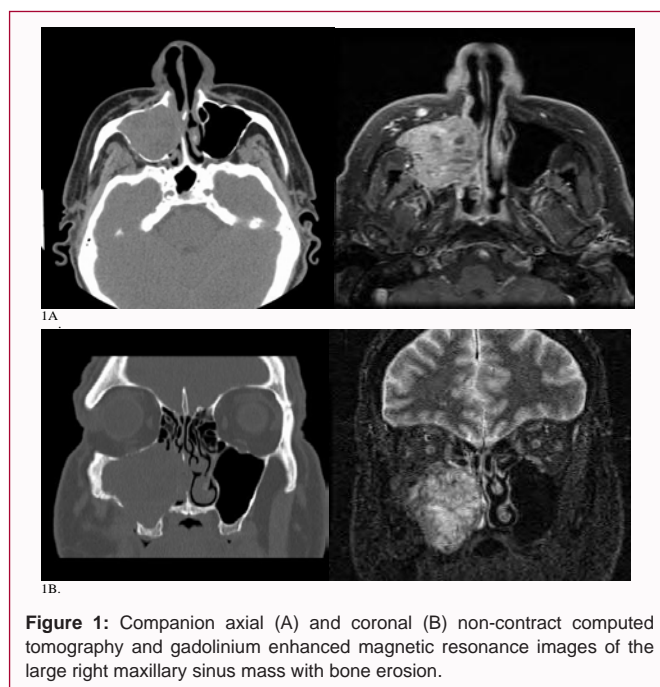 1A
.
1B.
Figure 1: Companion axial (A) and coronal (B) non-contract computed
tomography and gadolinium enhanced magnetic resonance images of the
large right maxillary sinus mass with bone erosion.